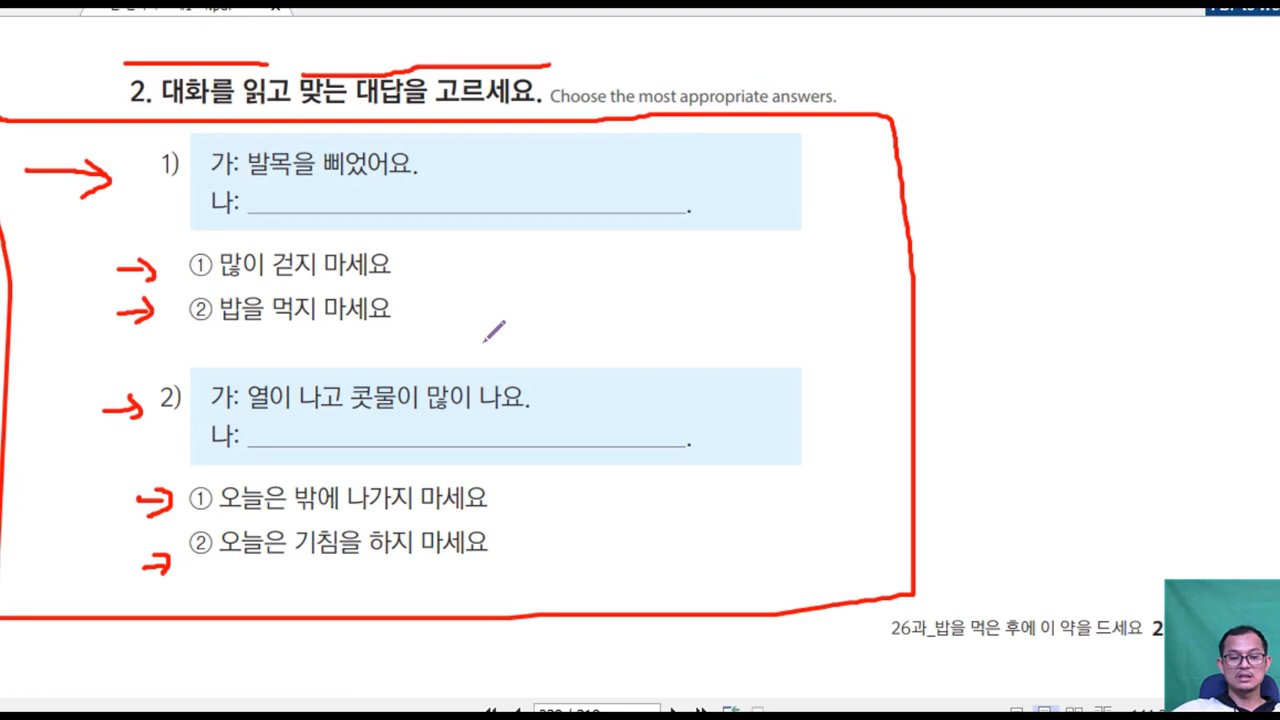 2. 대화를 읽고 맞는 대답을 고르세요. Choose the most appropriate answers.
1) 가: 발목을 삐었어요.
나: .
① 많이 걷지 마세요
② 밥을 먹지 마세요
2) 가: 열이 나고 콧물이 많이 나요.
나: .
① 오늘은 밖에 나가지 마세요
② 오늘은 기침을 하지 마세요
26과_밥을 먹은 후에 이 약을 드세요 2